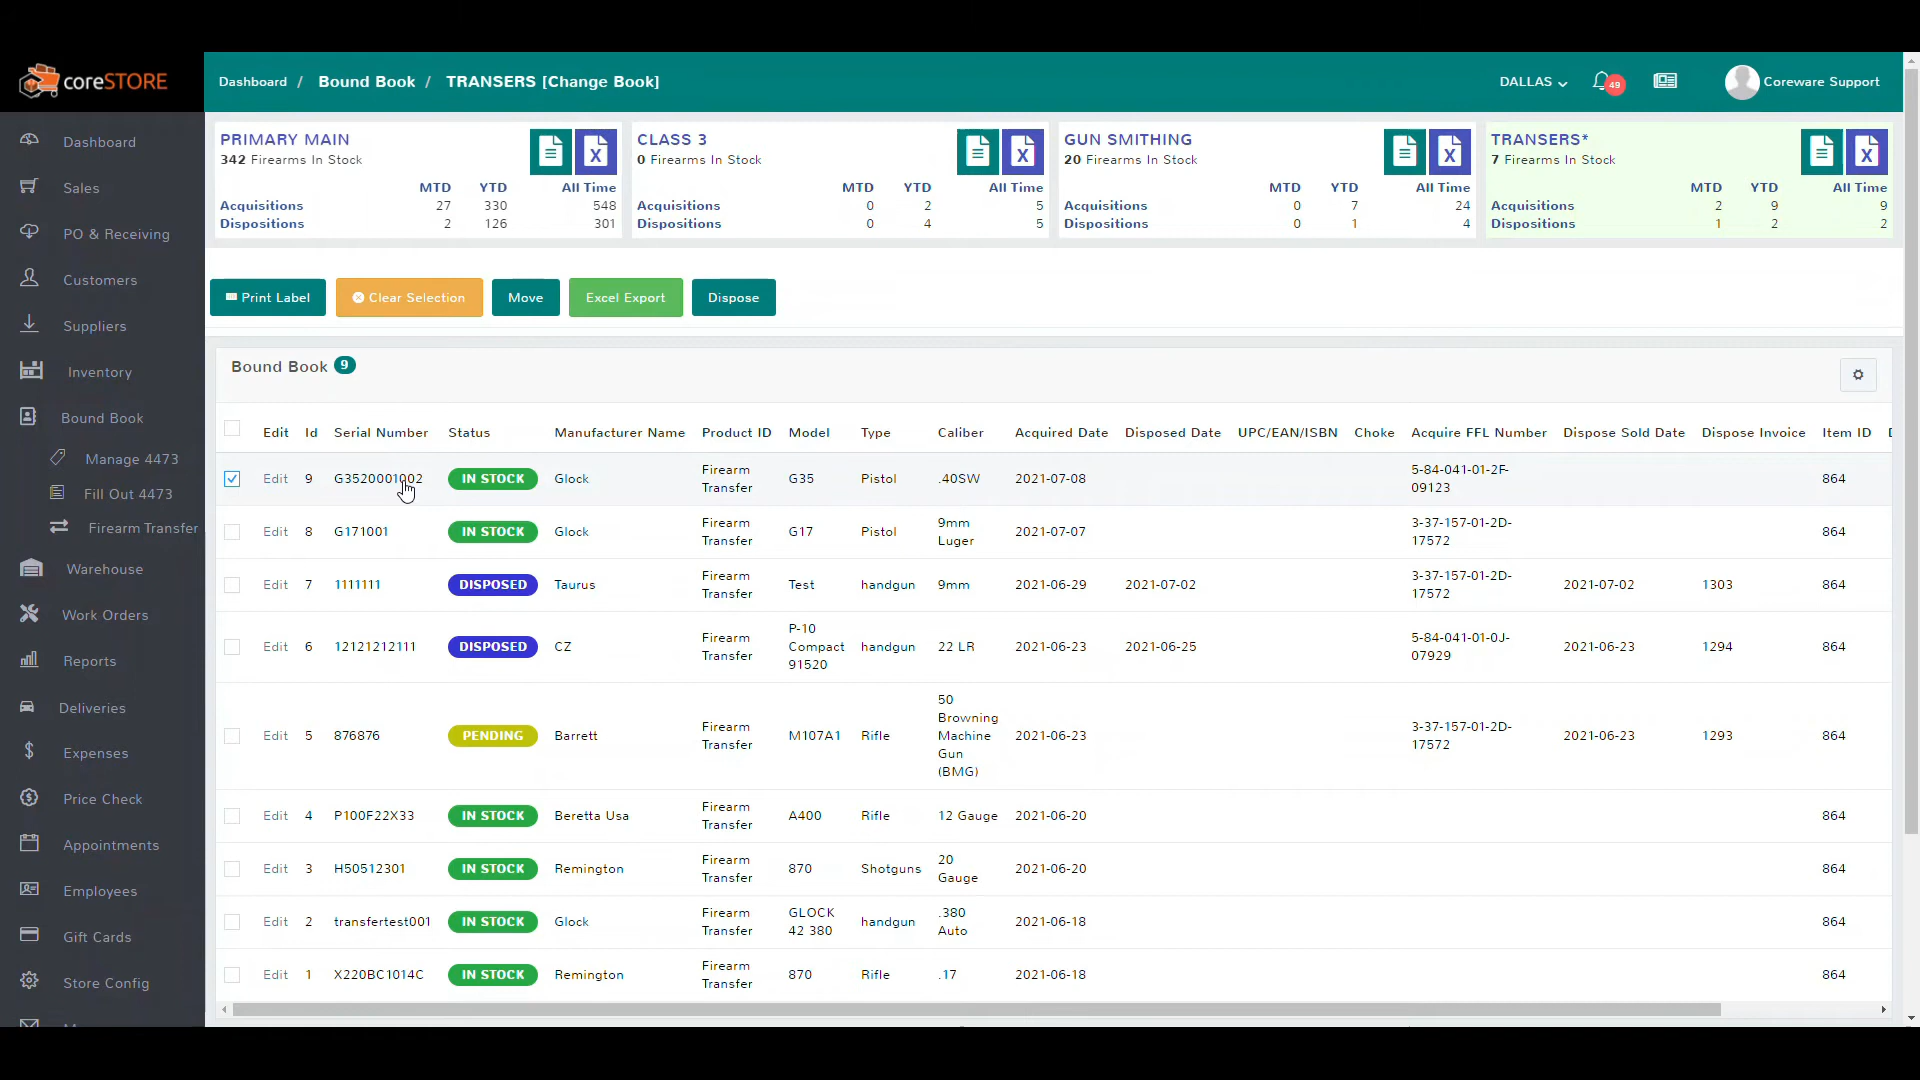 coreSTORE
Dashboard / Bound Book / TRANSERS [Change Book]
DALLAS
49
Coreware Support
Dashboard
Sales
PO & Receiving
Customers
Suppliers
Inventory
Bound Book
Manage 4473
Fill Out 4473
Firearm Transfer
Warehouse
Work Orders
Reports
Deliveries
Expenses
Price Check
Appointments
Employees
Gift Cards
Store Config
PRIMARY MAIN
342 Firearms In Stock
MTD YTD All Time
Acquisitions 27 330 548
Dispositions 2 126 301
CLASS 3
0 Firearms In Stock
MTD YTD All Time
Acquisitions 0 2 5
Dispositions 0 4 5
GUN SMITHING
20 Firearms In Stock
MTD YTD All Time
Acquisitions 0 7 24
Dispositions 0 1 4
TRANSERS*
7 Firearms In Stock
MTD YTD All Time
Acquisitions 2 9 9
Dispositions 1 2 2
Print Label Clear Selection Move Excel Export Dispose
Bound Book 9
Edit Id Serial Number Status Manufacturer Name Product ID Model Type Caliber Acquired Date Disposed Date UPC/EAN/ISBN Choke Acquire FFL Number Dispose Sold Date Dispose Invoice Item ID
Edit 9 G3520001002 IN STOCK Glock Firearm Transfer G35 Pistol .40SW 2021-07-08 5-84-041-01-2F-09123 864
Edit 8 G171001 IN STOCK Glock Firearm Transfer G17 Pistol 9mm Luger 2021-07-07 3-37-157-01-2D-17572 864
Edit 7 1111111 DISPOSED Taurus Firearm Transfer Test handgun 9mm 2021-06-29 2021-07-02 3-37-157-01-2D-17572 2021-07-02 1303 864
Edit 6 12121212111 DISPOSED CZ Firearm Transfer P-10 Compact 91520 handgun 22 LR 2021-06-23 2021-06-25 5-84-041-01-0J-07929 2021-06-23 1294 864
Edit 5 876876 PENDING Barrett Firearm Transfer M107A1 Rifle 50 Browning Machine Gun (BMG) 2021-06-23 3-37-157-01-2D-17572 2021-06-23 1293 864
Edit 4 P100F22X33 IN STOCK Beretta Usa Firearm Transfer A400 Rifle 12 Gauge 2021-06-20 864
Edit 3 H50512301 IN STOCK Remington Firearm Transfer 870 Shotguns 20 Gauge 2021-06-20 864
Edit 2 transfertest001 IN STOCK Glock Firearm Transfer GLOCK 42 380 handgun .380 Auto 2021-06-18 864
Edit 1 X220BC1014C IN STOCK Remington Firearm Transfer 870 Rifle .17 2021-06-18 864